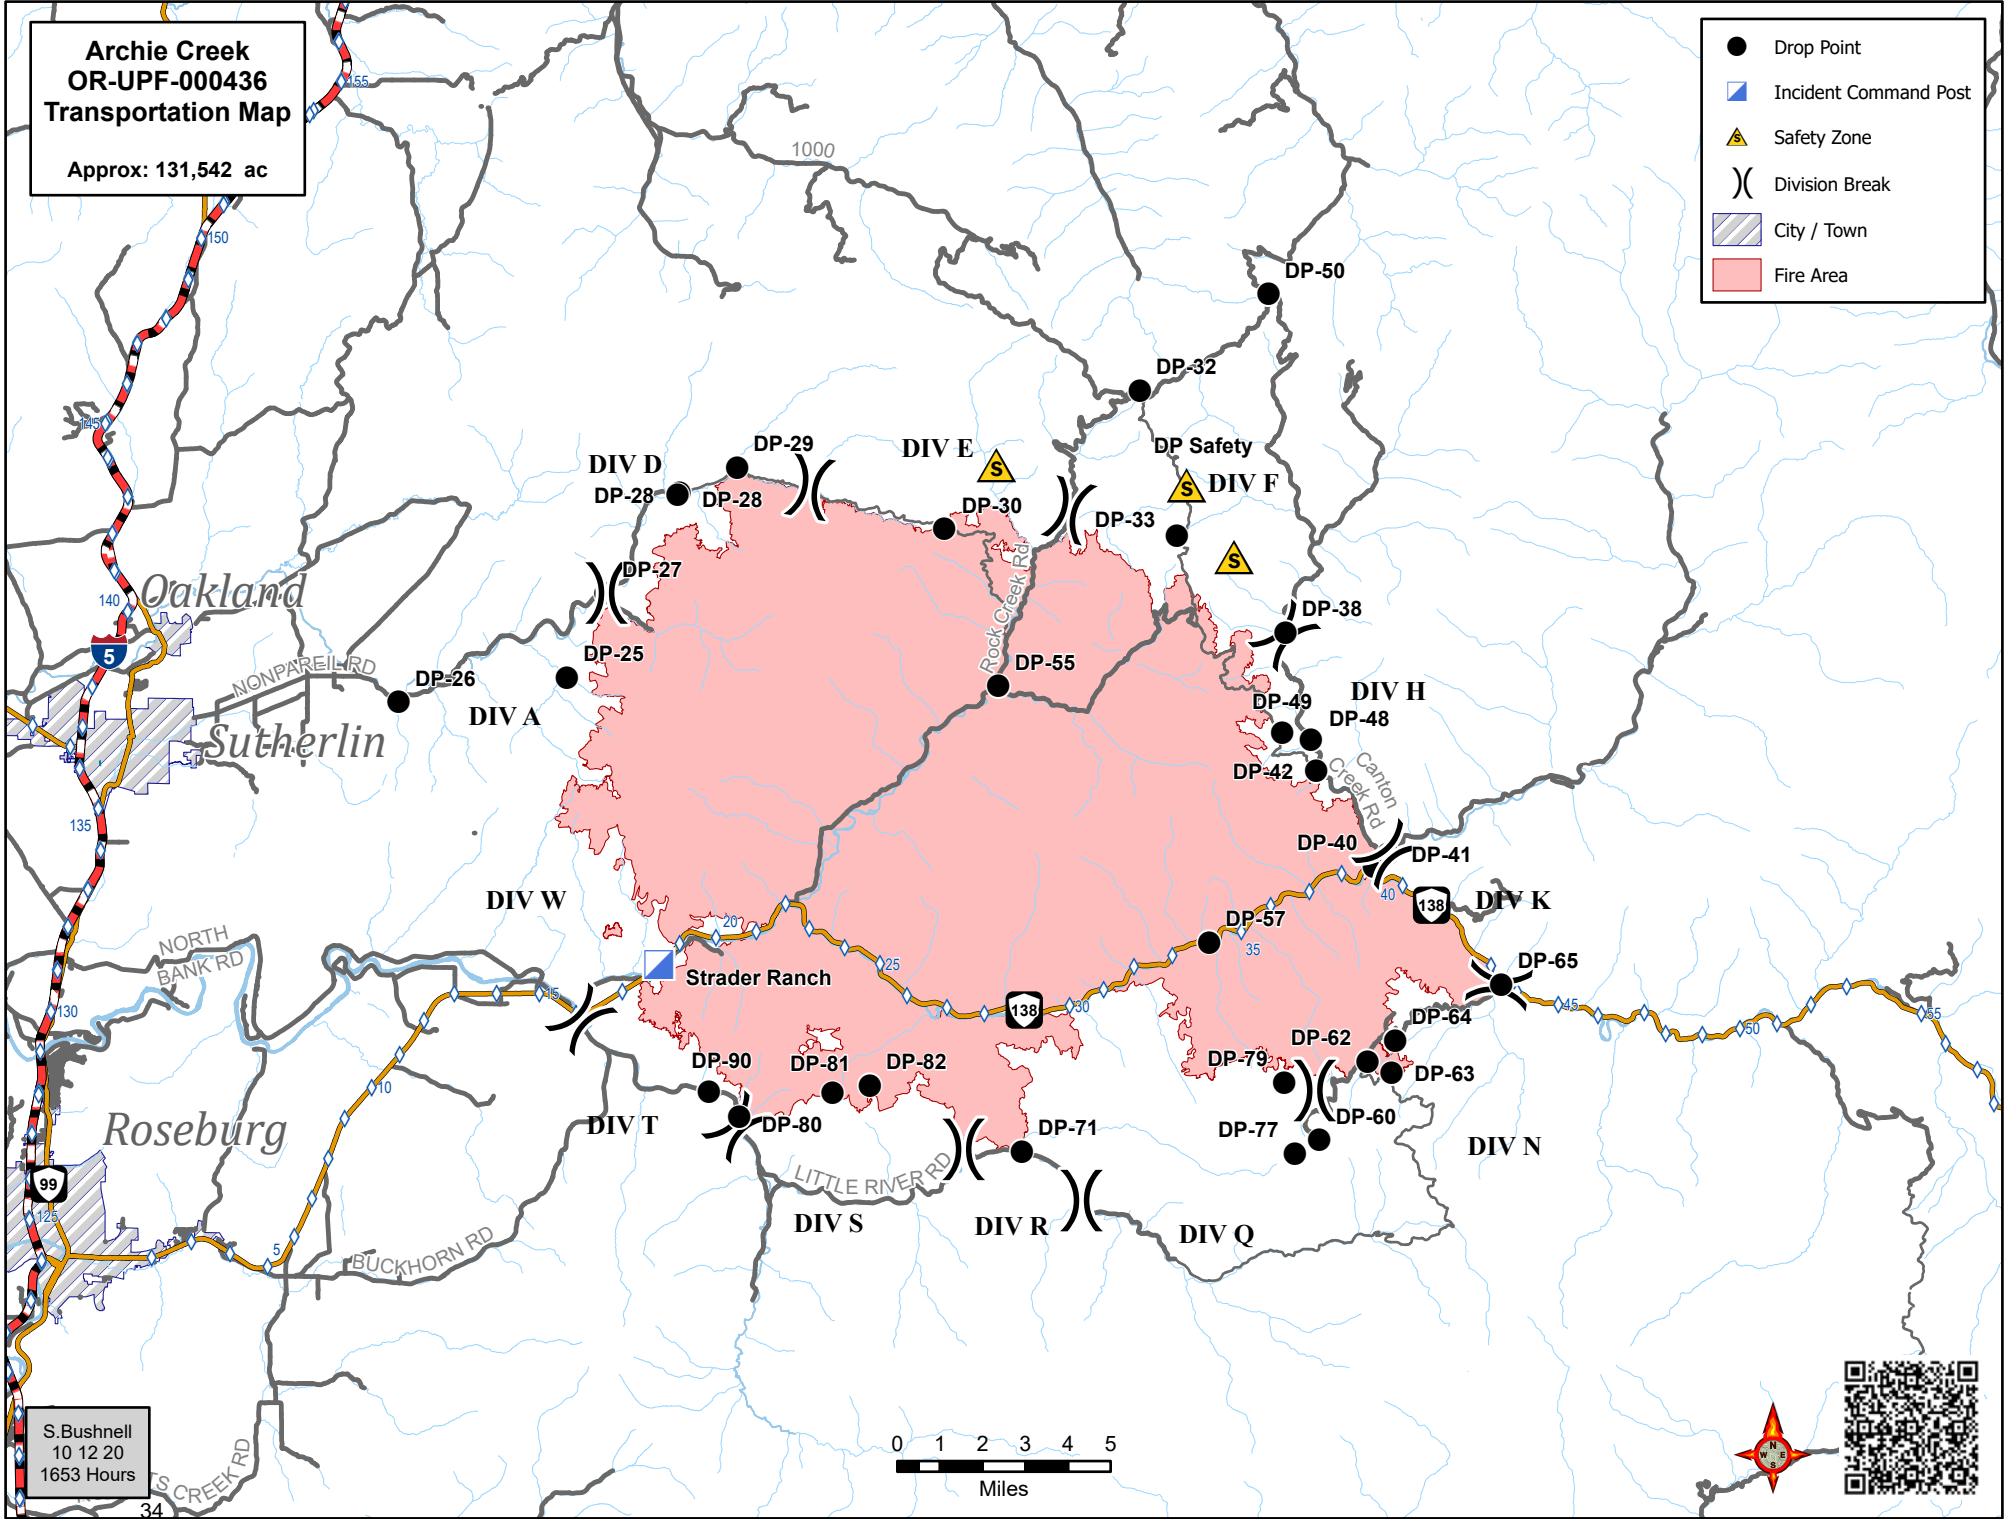 Archie Creek
OR-UPF-000436
Transportation Map
Approx: 131,542 ac
Drop Point
Incident Command Post
S
Safety Zone
Division Break
City / Town
Fire Area
155
150
145
140
135
130
125
1000
DP-50
DP-32
DP Safety
DIV E
S
DP-29
DIV D
DP-28
DP-28
S
DIV F
DP-30
DP-33
S
DP-27
Rock Creek Rd
DP-38
Oakland
5
NONPAREIL RD
DP-26
DP-25
DP-55
DIV A
Sutherlin
DIV H
DP-49
DP-48
DP-42
Canton
Creek Rd
DP-40
DP-41
40
138
DIV K
DIV W
20
DP-57
35
NORTH
BANK RD
25
DP-65
Strader Ranch
15
138
30
45
50
55
DP-64
DP-62
DP-79
DP-63
DP-90
DP-81
DP-82
10
DP-60
DP-77
DIV T
DP-80
DP-71
DIV N
Roseburg
LITTLE RIVER RD
99
DIV S
DIV R
DIV Q
5
BUCKHORN RD
0 1 2 3 4 5
Miles
N
W E
S
S.Bushnell
10 12 20
1653 Hours
TS CREEK RD
34